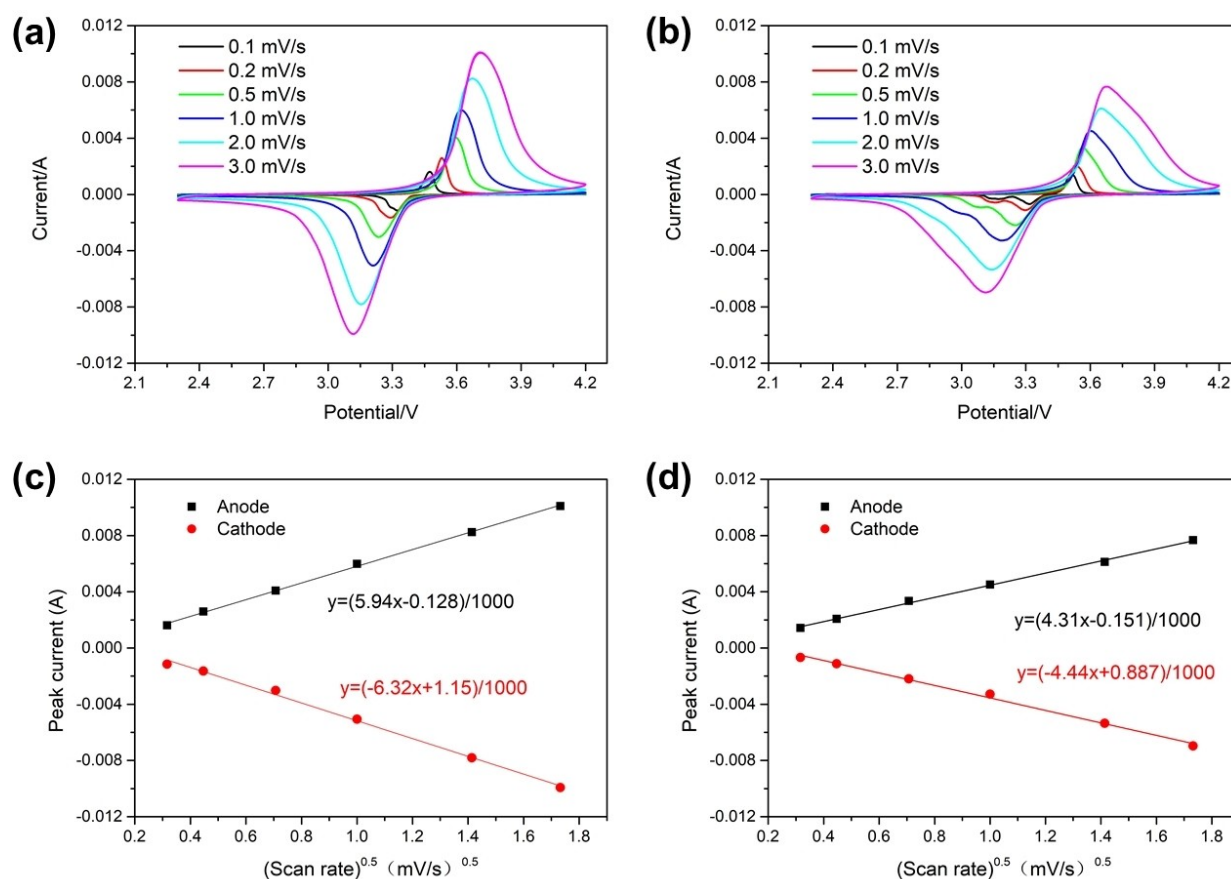 (a)
0.012
0.008
0.004
0.000
-0.004
-0.008
-0.012
Current/A
0.1 mV/s
0.2 mV/s
0.5 mV/s
1.0 mV/s
2.0 mV/s
3.0 mV/s
2.1 2.4 2.7 3.0 3.3 3.6 3.9 4.2
Potential/V
(b)
0.012
0.008
0.004
0.000
-0.004
-0.008
-0.012
Current/A
0.1 mV/s
0.2 mV/s
0.5 mV/s
1.0 mV/s
2.0 mV/s
3.0 mV/s
2.1 2.4 2.7 3.0 3.3 3.6 3.9 4.2
Potential/V
(c)
0.012
0.008
0.004
0.000
-0.004
-0.008
-0.012
Peak current (A)
Anode
Cathode
y=(5.94x-0.128)/1000
y=(-6.32x+1.15)/1000
0.2 0.4 0.6 0.8 1.0 1.2 1.4 1.6 1.8
(Scan rate)^0.5 （mV/s）^0.5
(d)
0.012
0.008
0.004
0.000
-0.004
-0.008
-0.012
Peak current (A)
Anode
Cathode
y=(4.31x-0.151)/1000
y=(-4.44x+0.887)/1000
0.2 0.4 0.6 0.8 1.0 1.2 1.4 1.6 1.8
(Scan rate)^0.5 （mV/s）^0.5